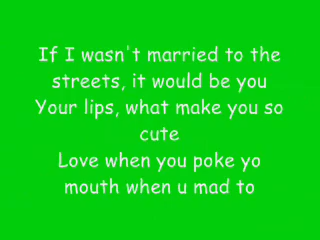 If I wasn't married to the
streets, it would be you
Your lips, what make you so
cute
Love when you poke yo
mouth when u mad to